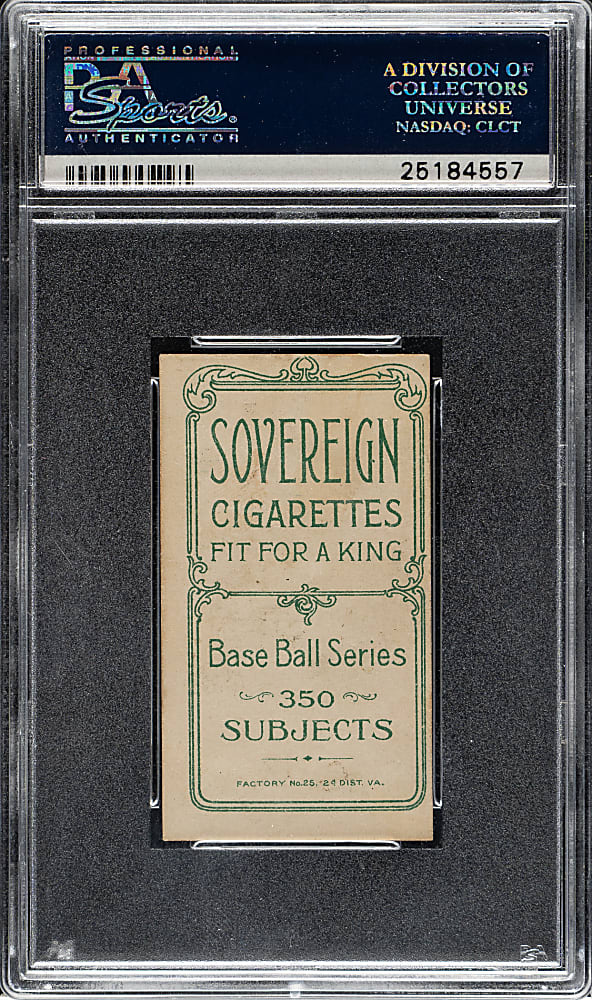 PROFESSIONAL
PSA
Sports®
AUTHENTICATOR
A DIVISION OF
COLLECTORS
UNIVERSE
NASDAQ: CLCT
25184557
SOVEREIGN
CIGARETTES
FIT FOR A KING
Base Ball Series
350
SUBJECTS
FACTORY No. 25, 2d DIST. VA.
PSA